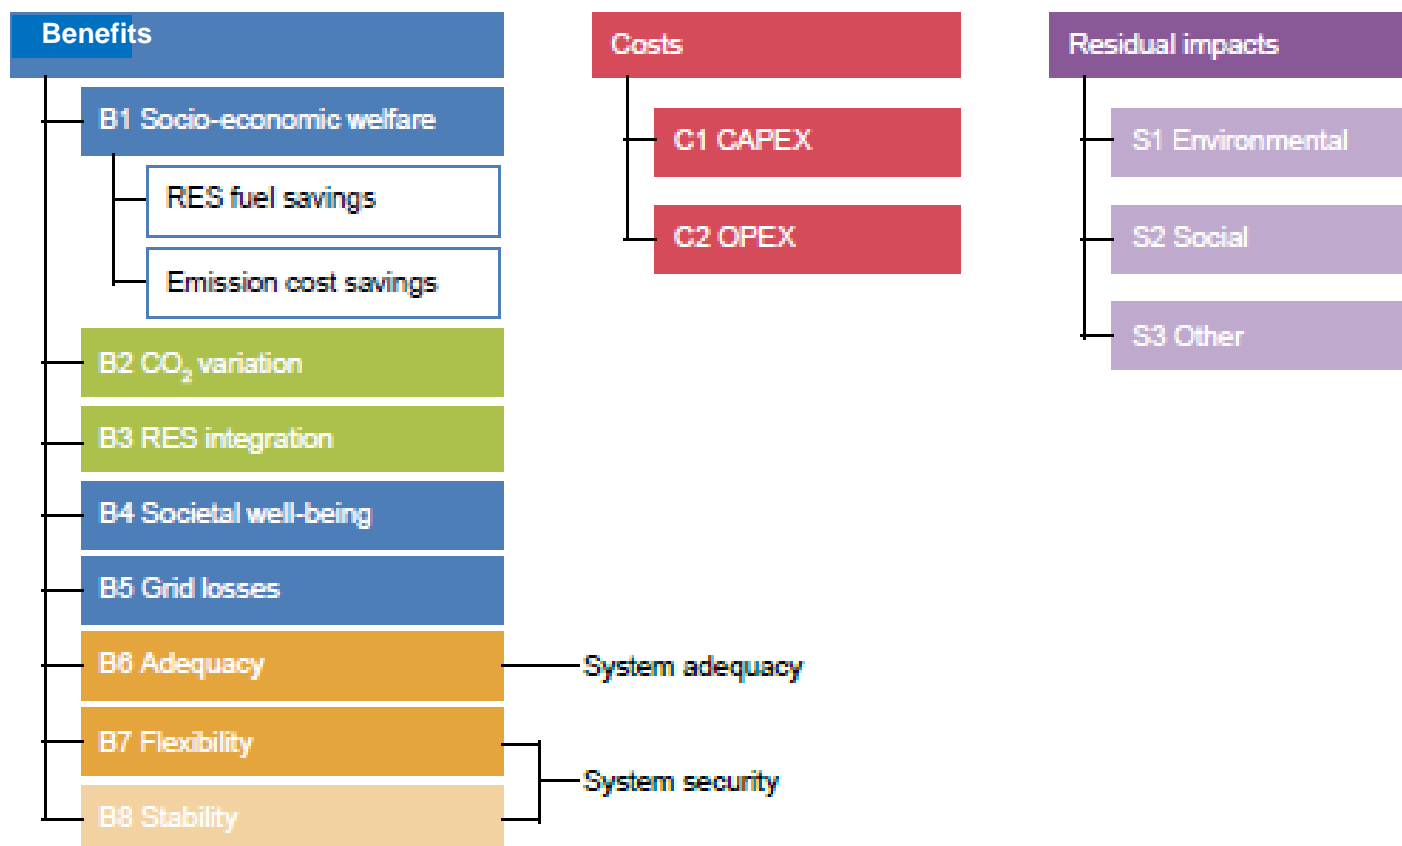 Benefits
B1 Socio-economic welfare
RES fuel savings
Emission cost savings
B2 CO₂ variation
B3 RES integration
B4 Societal well-being
B5 Grid losses
B6 Adequacy
System adequacy
B7 Flexibility
System security
B8 Stability
Costs
C1 CAPEX
C2 OPEX
Residual impacts
S1 Environmental
S2 Social
S3 Other